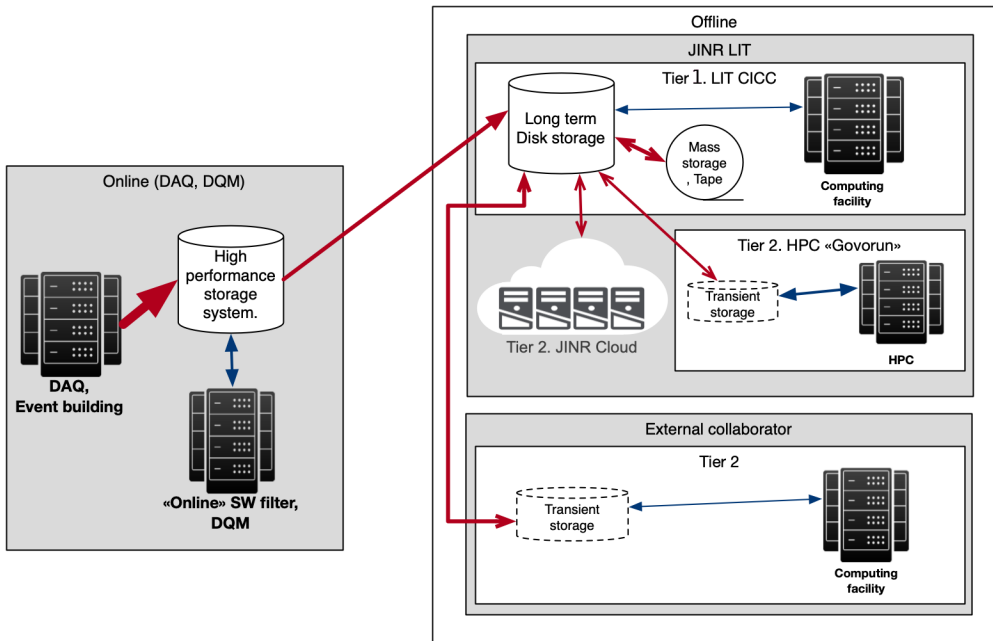 Offline
JINR LIT
Tier 1. LIT CICC
Long term
Disk storage
Mass
storage
, Tape
Computing
facility
Online (DAQ, DQM)
High
performance
storage
system.
DAQ,
Event building
«Online» SW filter,
DQM
Tier 2. JINR Cloud
Tier 2. HPC «Govorun»
Transient
storage
HPC
External collaborator
Tier 2
Transient
storage
Computing
facility